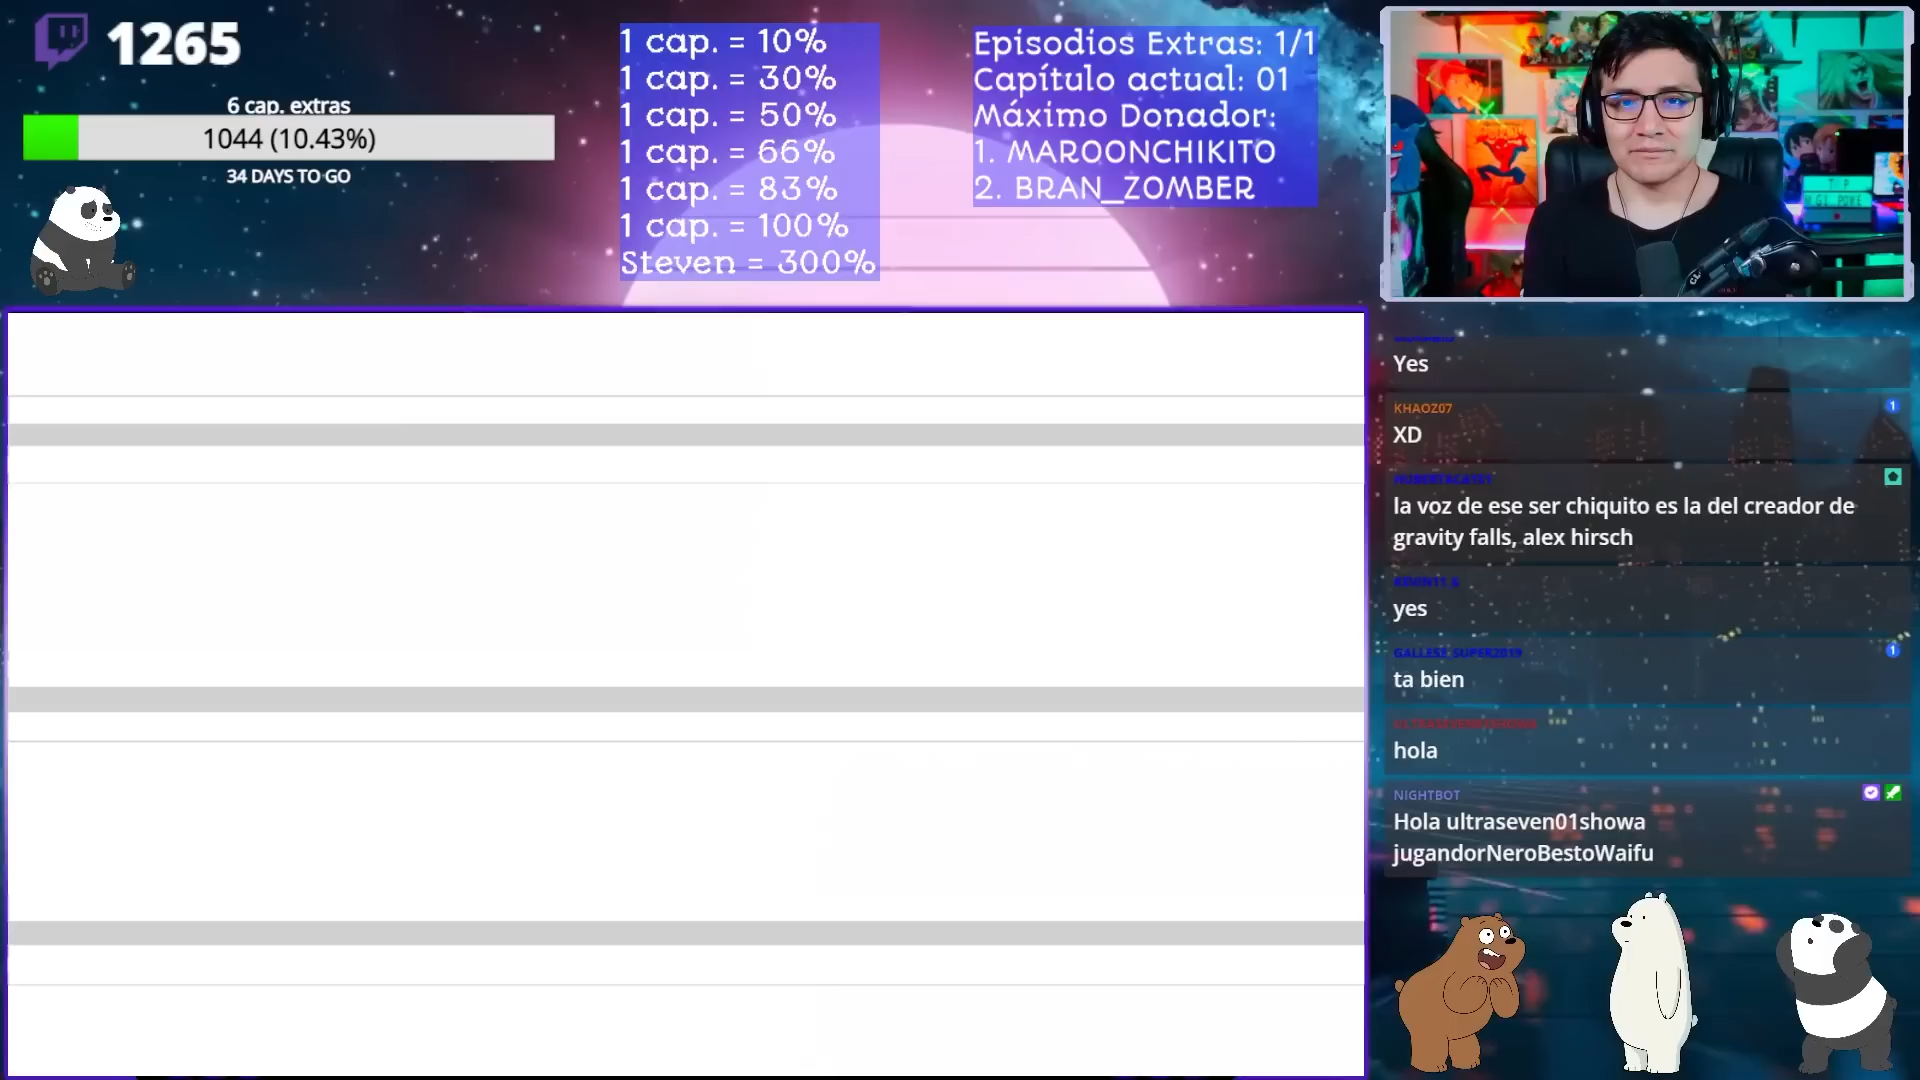 1265
6 cap. extras
1044 (10.43%)
34 DAYS TO GO
1 cap. = 10%
1 cap. = 30%
1 cap. = 50%
1 cap. = 66%
1 cap. = 83%
1 cap. = 100%
Steven = 300%
Episodios Extras: 1/1
Capítulo actual: 01
Máximo Donador:
1. MAROONCHIKITO
2. BRAN_ZOMBER
Yes
KHAOZ07
1
XD
la voz de ese ser chiquito es la del creador de
gravity falls, alex hirsch
yes
GALLESE_SUPER2019
1
ta bien
hola
NIGHTBOT
Hola ultraseven01showa
jugandorNeroBestoWaifu